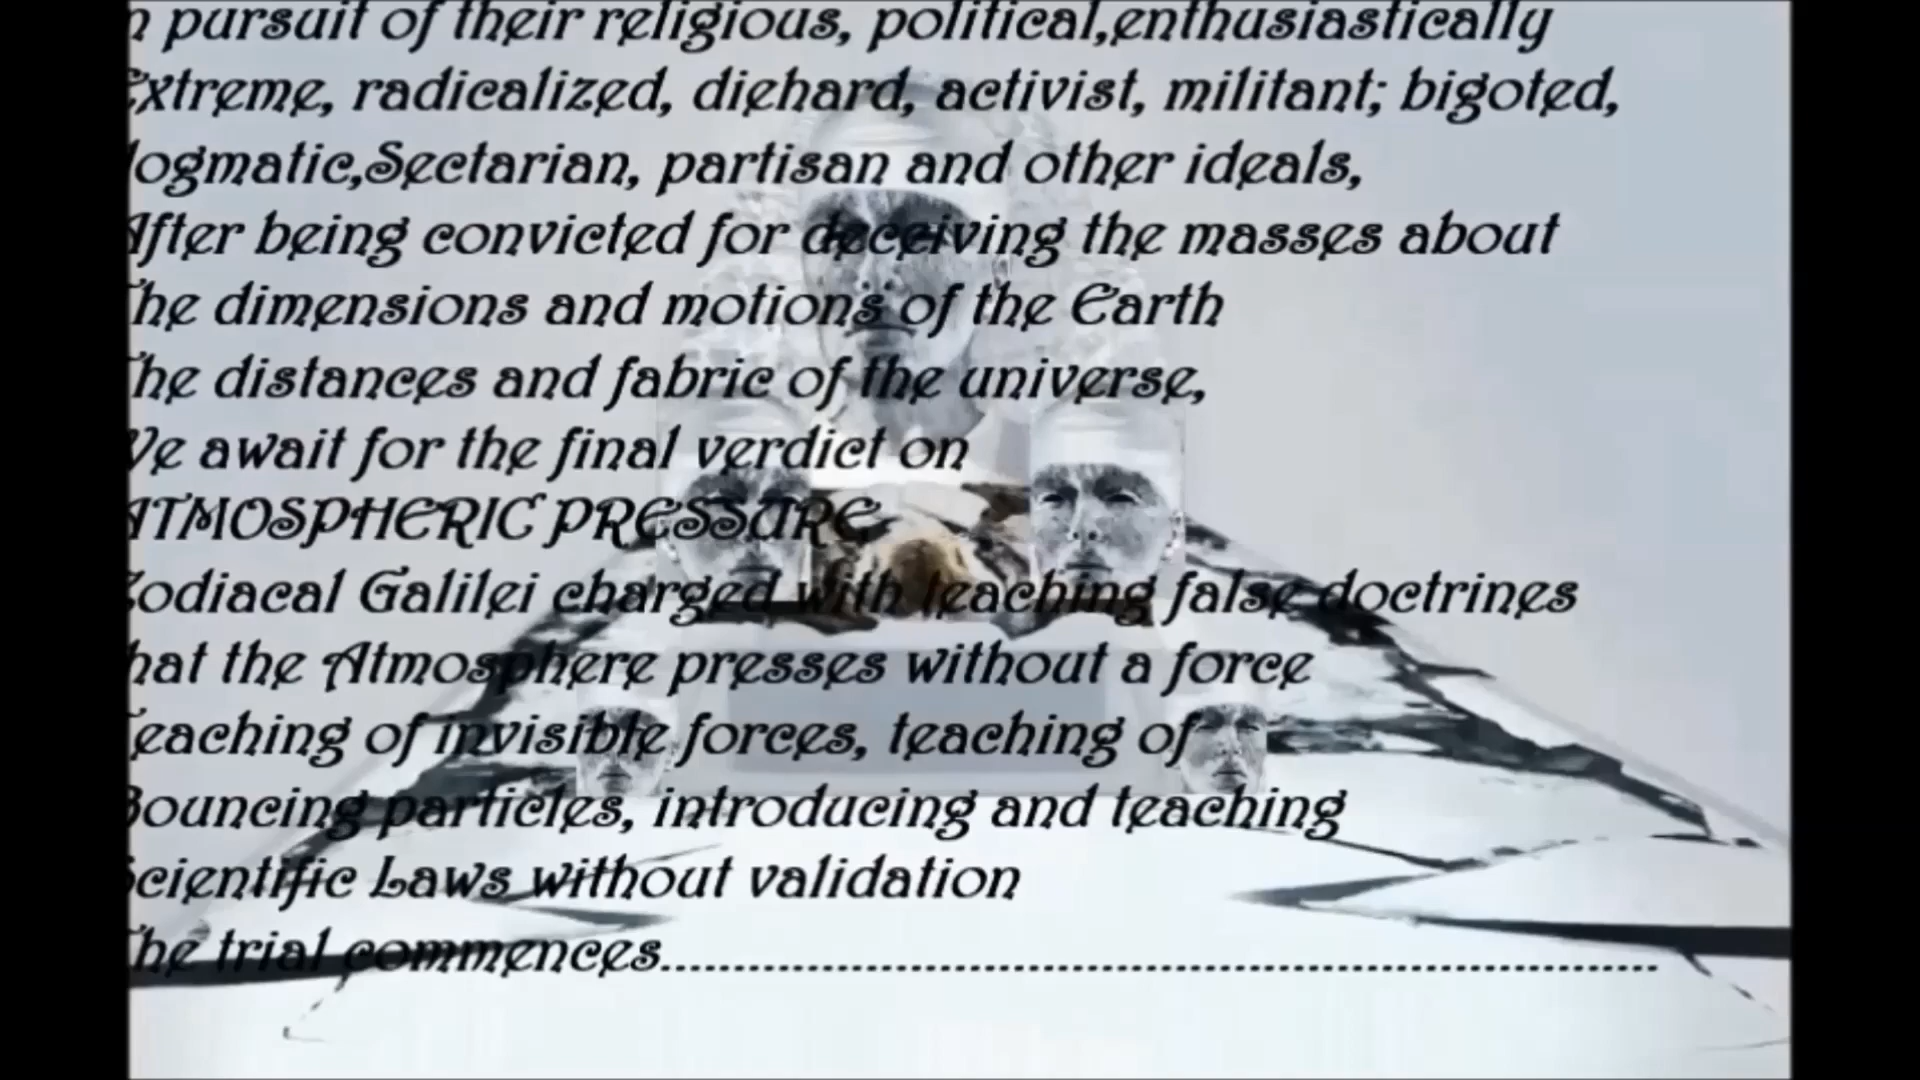 n pursuit of their religious, political,enthusiastically
Extreme, radicalized, diehard, activist, militant; bigoted,
dogmatic,Sectarian, partisan and other ideals,
After being convicted for deceiving the masses about
The dimensions and motions of the Earth
The distances and fabric of the universe,
We await for the final verdict on
ATMOSPHERIC PRESSURE
Zodiacal Galilei charged with teaching false doctrines
that the Atmosphere presses without a force
Teaching of invisible forces, teaching of
Bouncing particles, introducing and teaching
Scientific Laws without validation
The trial commences......................................................................